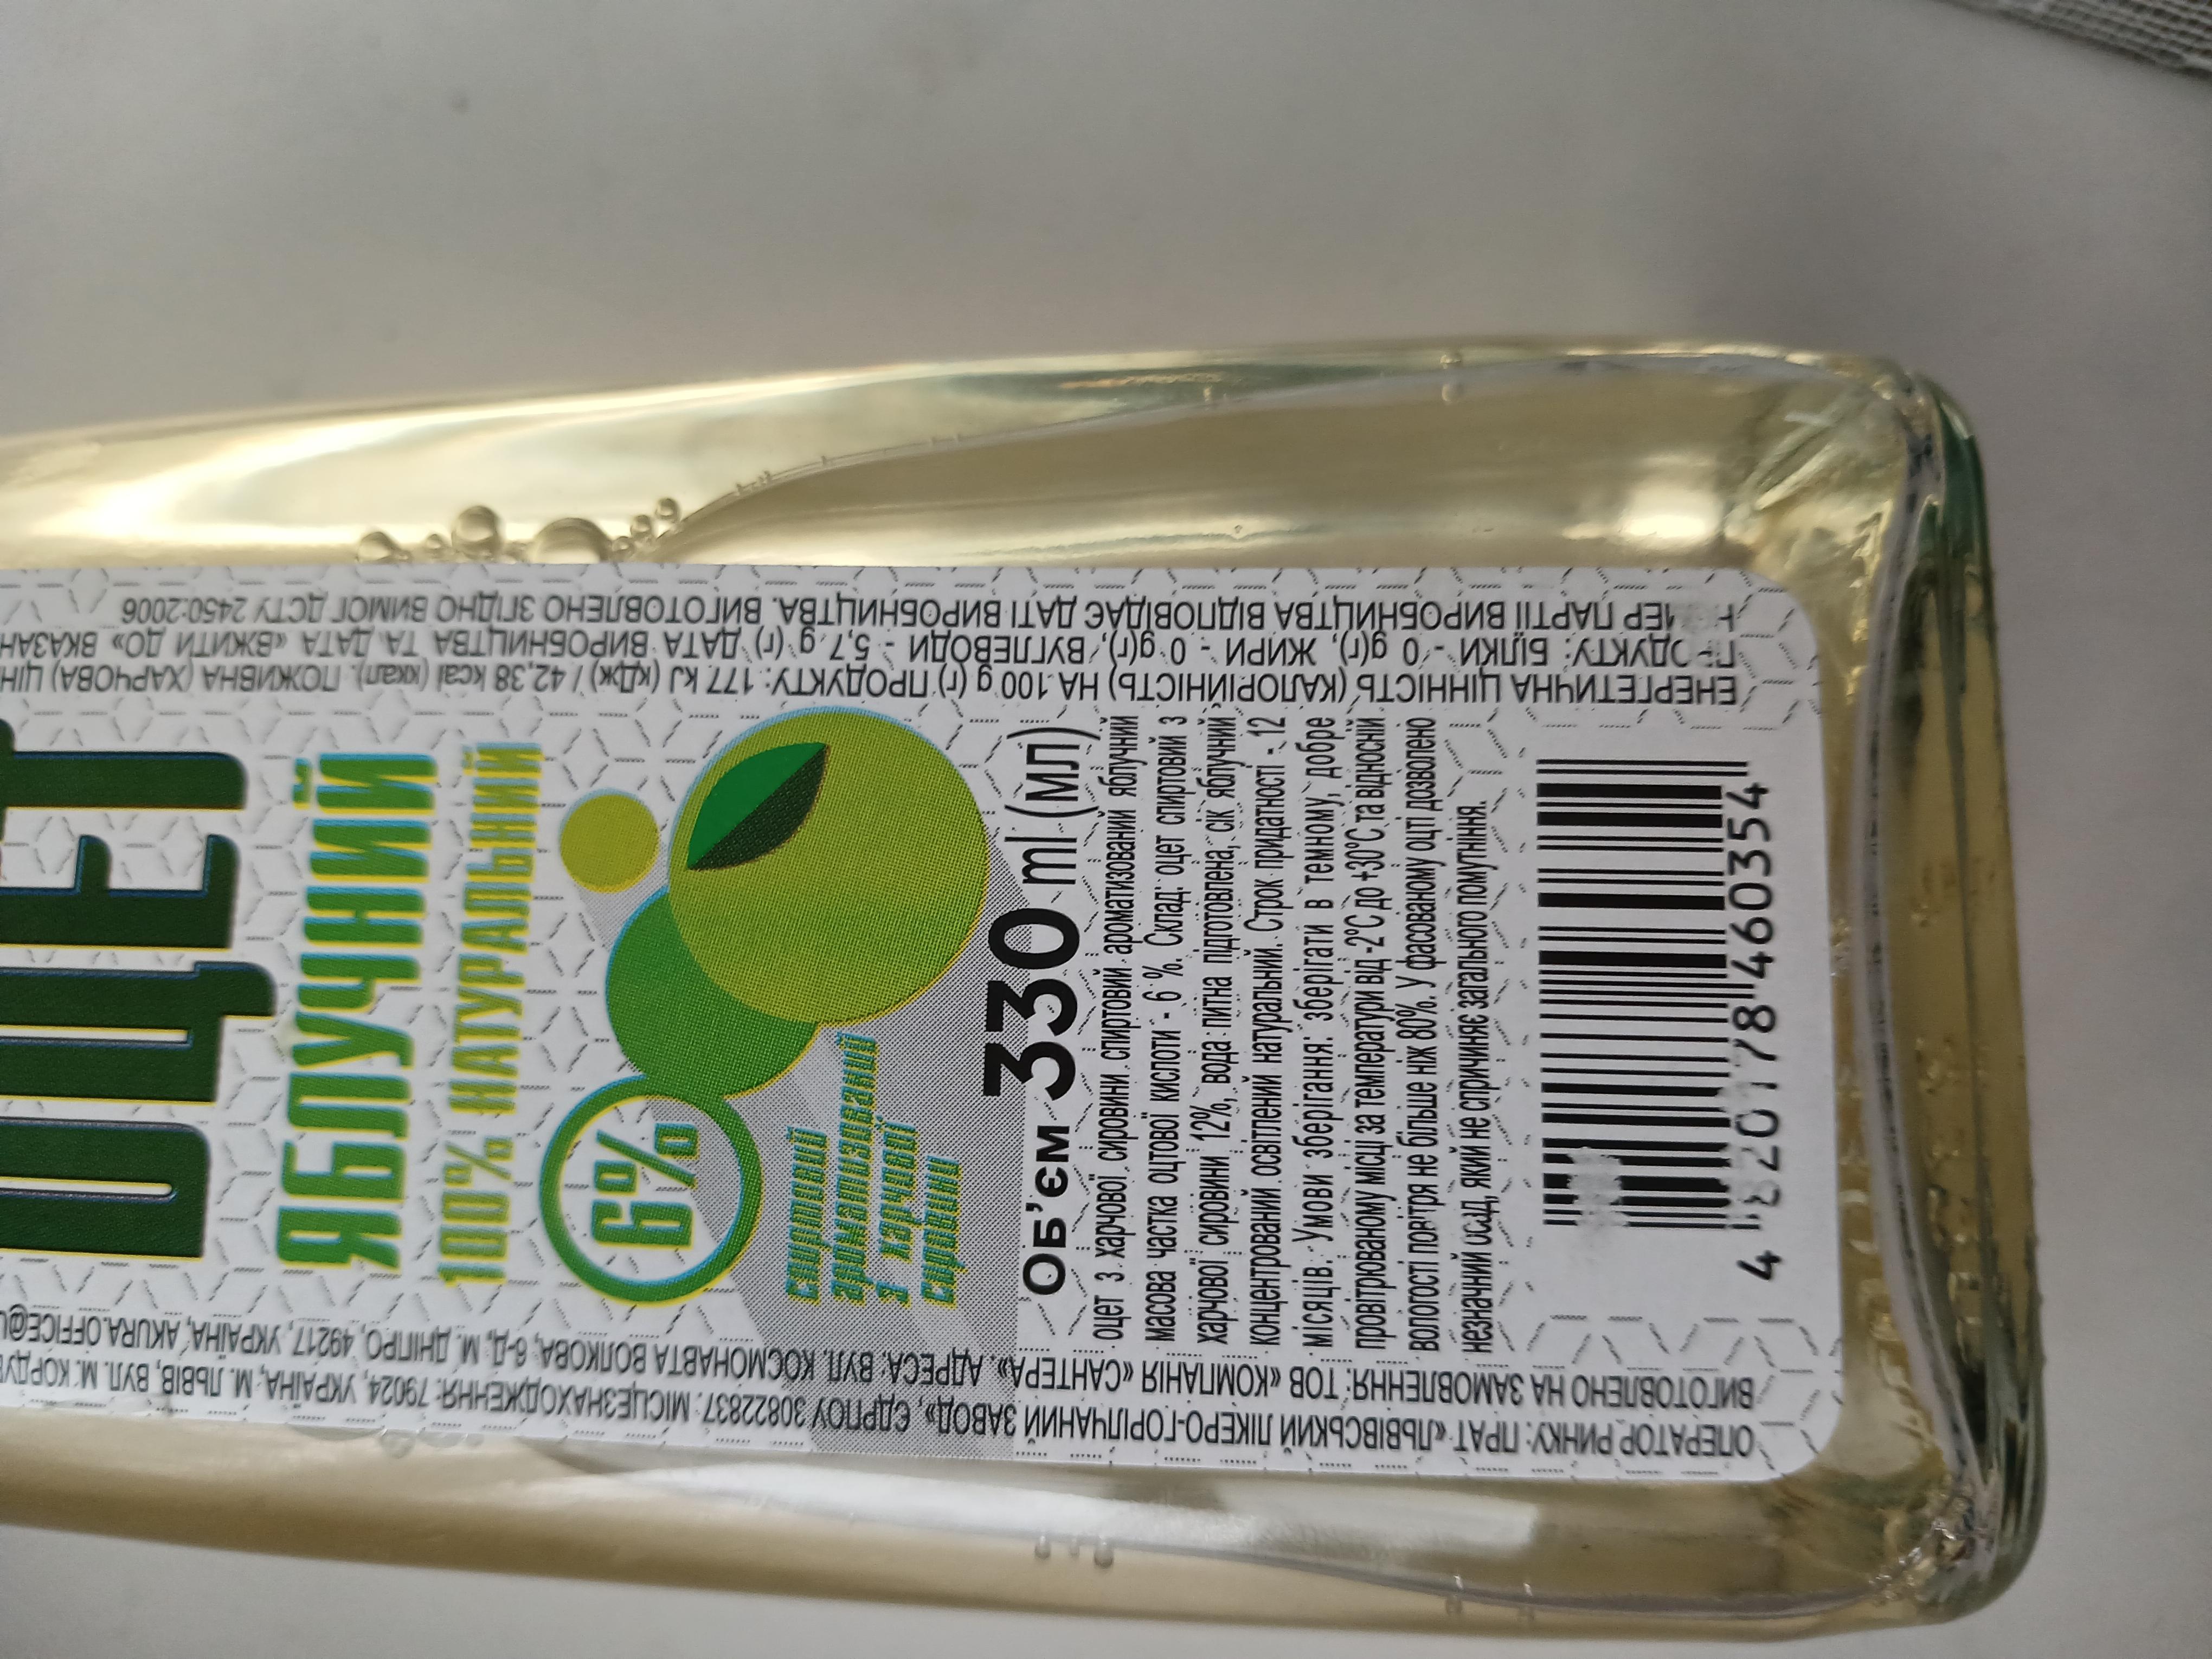 ОЦЕТ
ЯБЛУЧНИЙ
100% НАТУРАЛЬНИЙ
6%
спиртовий
ароматизований
з харчової
сировини
Об'єм 330 ml (мл)
оцет з харчової сировини спиртовий ароматизований яблучний
масова частка оцтової кислоти - 6 %. Склад: оцет спиртовий з
харчової сировини 12%, вода питна підготовлена, сік яблучний
концентрований освітлений натуральний. Строк придатності - 12
місяців. Умови зберігання: зберігати в темному, добре
провітрюваному місці за температури від -2°С до +30°С та відносній
вологості повітря не більше ніж 80%. У фасованому оцті дозволено
незначний осад, який не спричиняє загального помутніння.
4 820178 460354
ЕНЕРГЕТИЧНА ЦІННІСТЬ (КАЛОРІЙНІСТЬ) НА 100 g (г) ПРОДУКТУ: 177 kJ (кДж) / 42,38 kcal (ккал). ПОЖИВНА (ХАРЧОВА)
ПРОДУКТУ: БІЛКИ - 0 g(г), ЖИРИ - 0 g(г), ВУГЛЕВОДИ - 5,7 g (г) ДАТА ВИРОБНИЦТВА ТА ДАТА «ВЖИТИ ДО»
ПАРТІЇ ВИРОБНИЦТВА ВІДПОВІДАЄ ДАТІ ВИРОБНИЦТВА. ВИГОТОВЛЕНО ЗГІДНО ВИМОГ ДСТУ 2450:2006
ОПЕРАТОР РИНКУ: ПРАТ «ЛЬВІВСЬКИЙ ЛІКЕРО-ГОРІЛЧАНИЙ ЗАВОД», ЄДРПОУ 30822837: МІСЦЕЗНАХОДЖЕННЯ: 79024, УКРАЇНА, М. ЛЬВІВ, ВУЛ. М.
ВИГОТОВЛЕНО НА ЗАМОВЛЕННЯ: ТОВ «КОМПАНІЯ «САНТЕРА». АДРЕСА: ВУЛ. КОСМОНАВТА ВОЛКОВА, 6-Д, М. ДНІПРО, 49217, УКРАЇНА, AKURA.OFFICE@